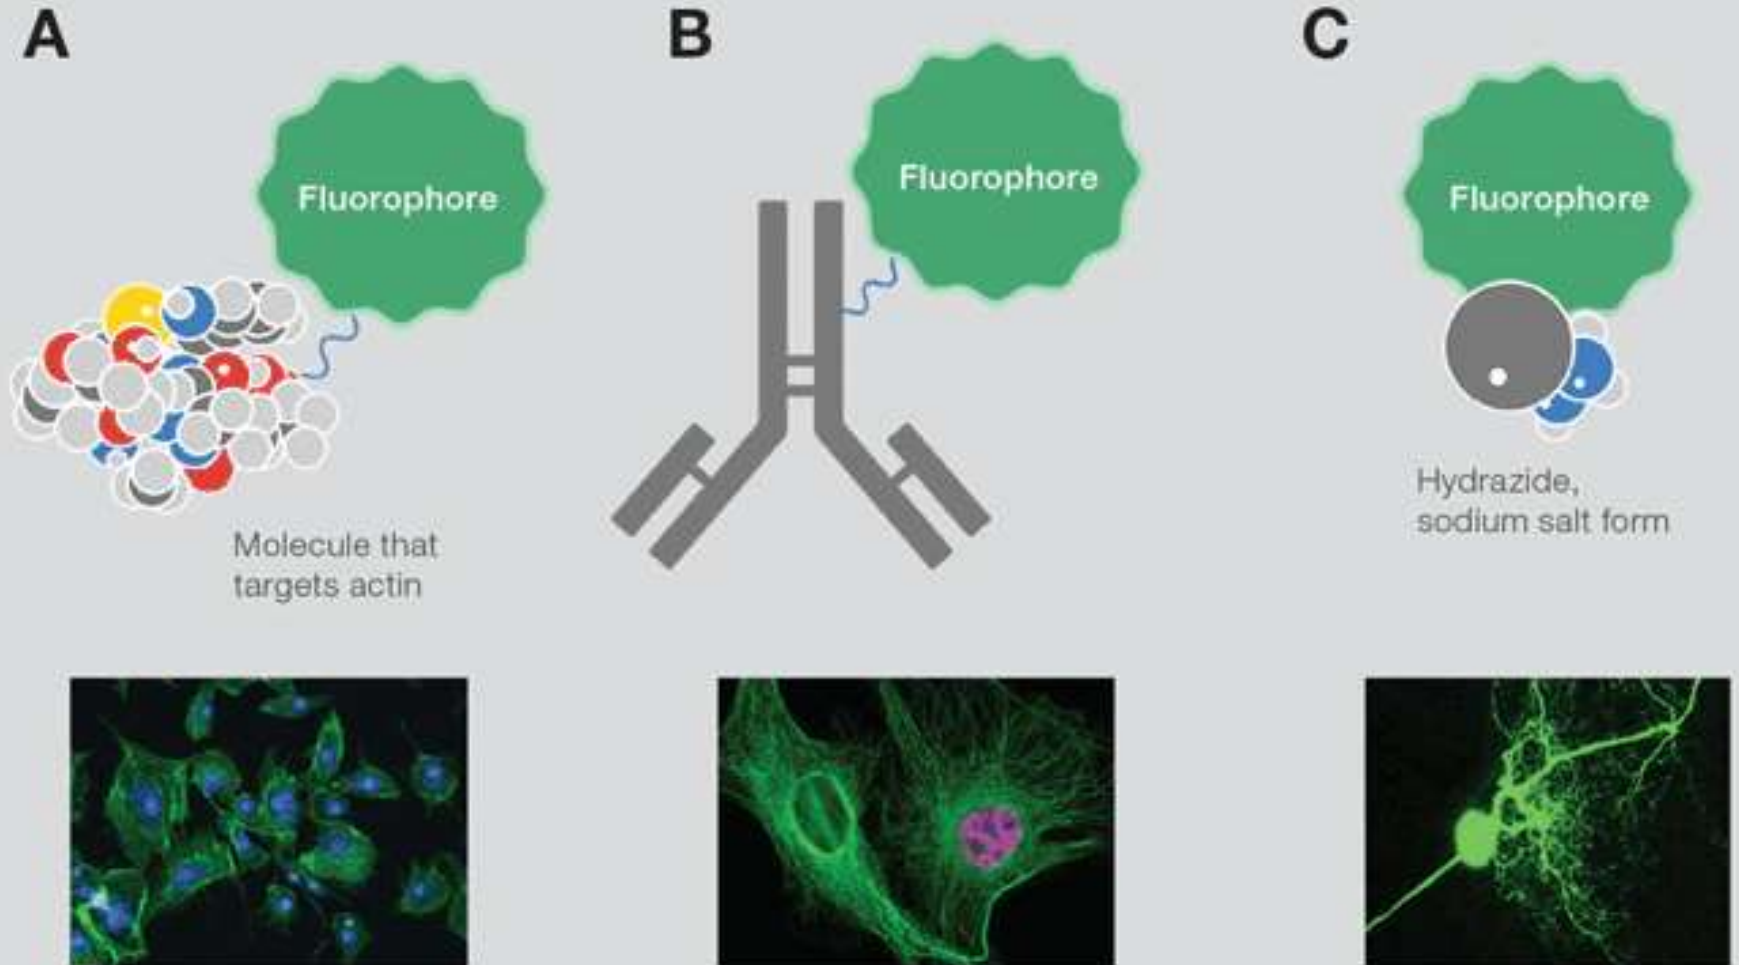 A
B
C
Fluorophore
Fluorophore
Fluorophore
Molecule that
targets actin
Hydrazide,
sodium salt form